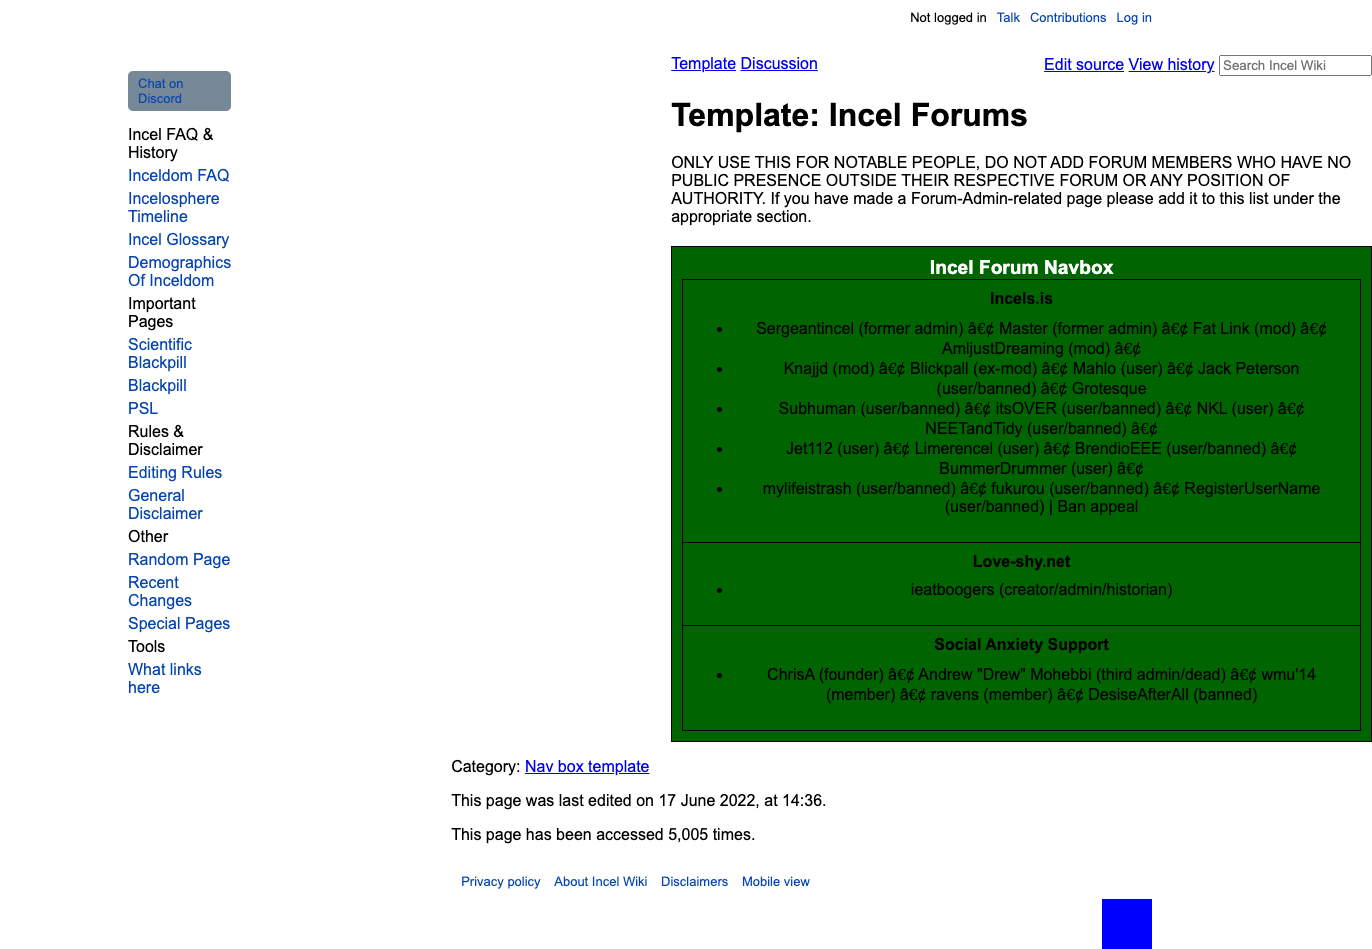 Not logged in Talk Contributions Log in
Template Discussion
Edit source View history Search Incel Wiki
Chat on
Discord
Incel FAQ &
History
Inceldom FAQ
Incelosphere
Timeline
Incel Glossary
Demographics
Of Inceldom
Important
Pages
Scientific
Blackpill
Blackpill
PSL
Rules &
Disclaimer
Editing Rules
General
Disclaimer
Other
Random Page
Recent
Changes
Special Pages
Tools
What links
here
Template: Incel Forums
ONLY USE THIS FOR NOTABLE PEOPLE, DO NOT ADD FORUM MEMBERS WHO HAVE NO
PUBLIC PRESENCE OUTSIDE THEIR RESPECTIVE FORUM OR ANY POSITION OF
AUTHORITY. If you have made a Forum-Admin-related page please add it to this list under the
appropriate section.
Incel Forum Navbox
Incels.is
• Sergeantincel (former admin) â€¢ Master (former admin) â€¢ Fat Link (mod) â€¢
AmljustDreaming (mod) â€¢
• Knajjd (mod) â€¢ Blickpall (ex-mod) â€¢ Mahlo (user) â€¢ Jack Peterson
(user/banned) â€¢ Grotesque
• Subhuman (user/banned) â€¢ itsOVER (user/banned) â€¢ NKL (user) â€¢
NEETandTidy (user/banned) â€¢
• Jet112 (user) â€¢ Limerencel (user) â€¢ BrendioEEE (user/banned) â€¢
BummerDrummer (user) â€¢
• mylifeistrash (user/banned) â€¢ fukurou (user/banned) â€¢ RegisterUserName
(user/banned) | Ban appeal
Love-shy.net
• ieatboogers (creator/admin/historian)
Social Anxiety Support
• ChrisA (founder) â€¢ Andrew "Drew" Mohebbi (third admin/dead) â€¢ wmu'14
(member) â€¢ ravens (member) â€¢ DesiseAfterAll (banned)
Category: Nav box template
This page was last edited on 17 June 2022, at 14:36.
This page has been accessed 5,005 times.
Privacy policy About Incel Wiki Disclaimers Mobile view